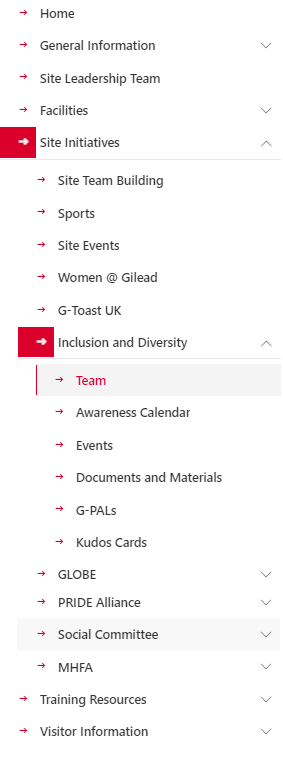 Home
General Information
Site Leadership Team
Facilities
Site Initiatives
Site Team Building
Sports
Site Events
Women @ Gilead
G-Toast UK
Inclusion and Diversity
Team
Awareness Calendar
Events
Documents and Materials
G-PALs
Kudos Cards
GLOBE
PRIDE Alliance
Social Committee
MHFA
Training Resources
Visitor Information